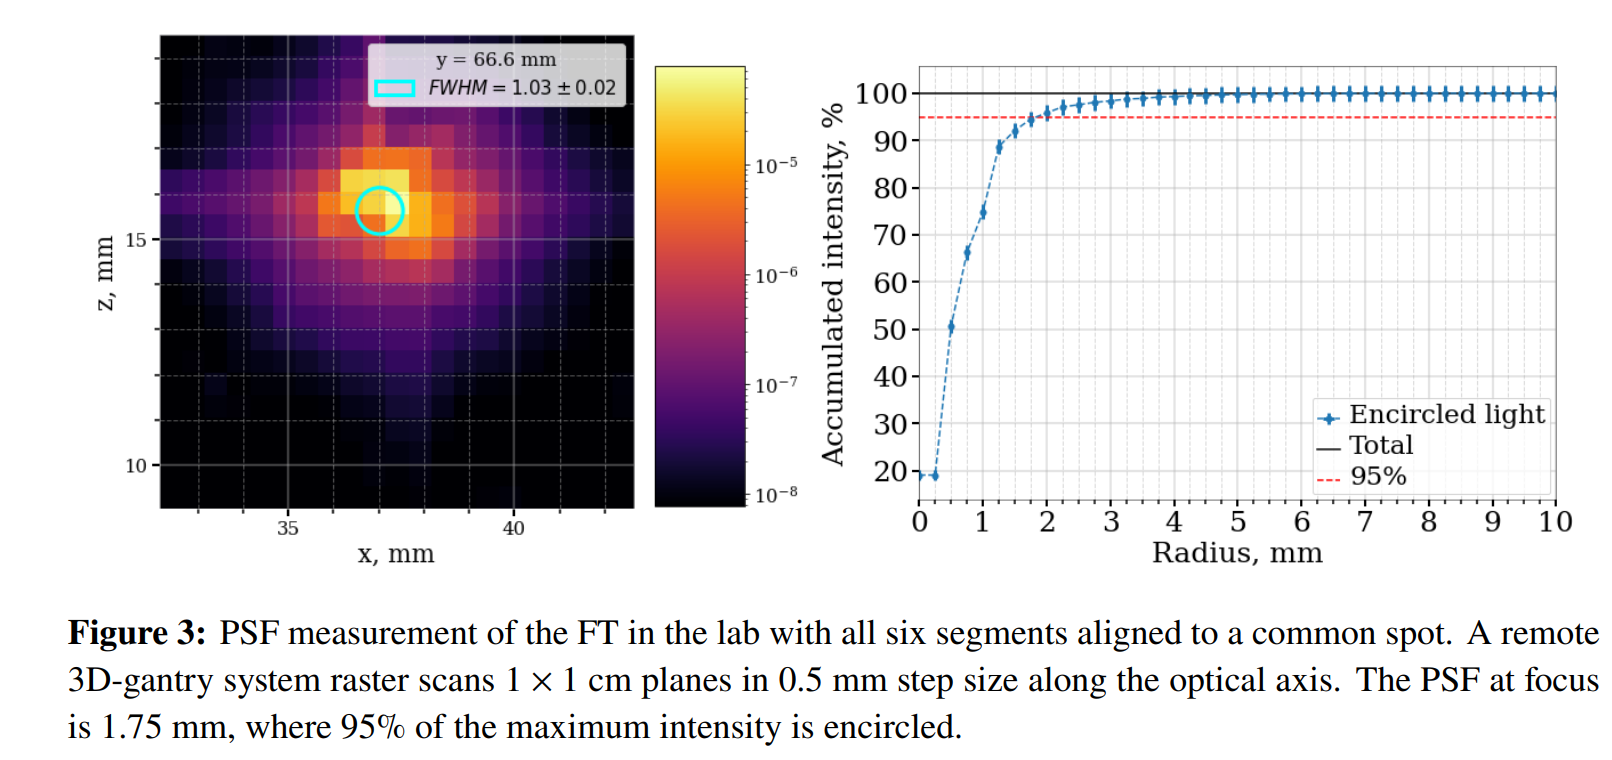 y = 66.6 mm
FWHM = 1.03 ± 0.02
15
10
z, mm
35
40
x, mm
10⁻⁵
10⁻⁶
10⁻⁷
10⁻⁸
Accumulated intensity, %
100
90
80
70
60
50
40
30
20
Encircled light
Total
95%
0 1 2 3 4 5 6 7 8 9 10
Radius, mm
Figure 3: PSF measurement of the FT in the lab with all six segments aligned to a common spot. A remote
3D-gantry system raster scans 1 × 1 cm planes in 0.5 mm step size along the optical axis. The PSF at focus
is 1.75 mm, where 95% of the maximum intensity is encircled.